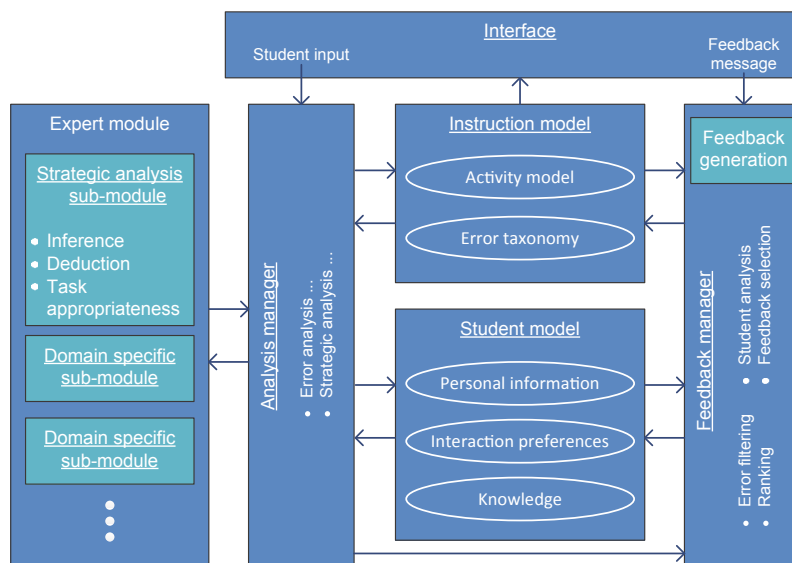 Interface
Student input
Feedback
message
Expert module
Strategic analysis
sub-module
• Inference
• Deduction
• Task
appropriateness
Domain specific
sub-module
Domain specific
sub-module
Analysis manager
• Error analysis ...
• Strategic analysis ...
Instruction model
Activity model
Error taxonomy
Student model
Personal information
Interaction preferences
Knowledge
Feedback
generation
Feedback manager
• Student analysis
• Feedback selection
• Error filtering
• Ranking